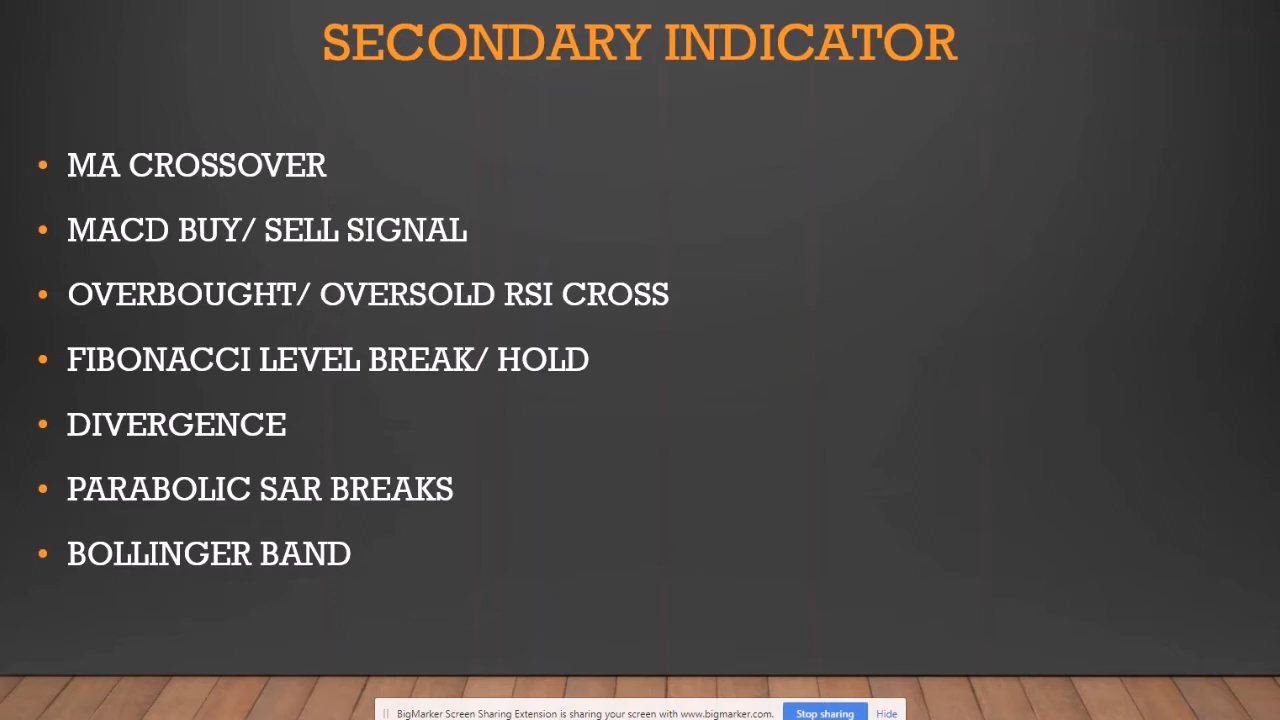 SECONDARY INDICATOR
• MA CROSSOVER
• MACD BUY/ SELL SIGNAL
• OVERBOUGHT/ OVERSOLD RSI CROSS
• FIBONACCI LEVEL BREAK/ HOLD
• DIVERGENCE
• PARABOLIC SAR BREAKS
• BOLLINGER BAND
BigMarker Screen Sharing Extension is sharing your screen with www.bigmarker.com. Stop sharing Hide